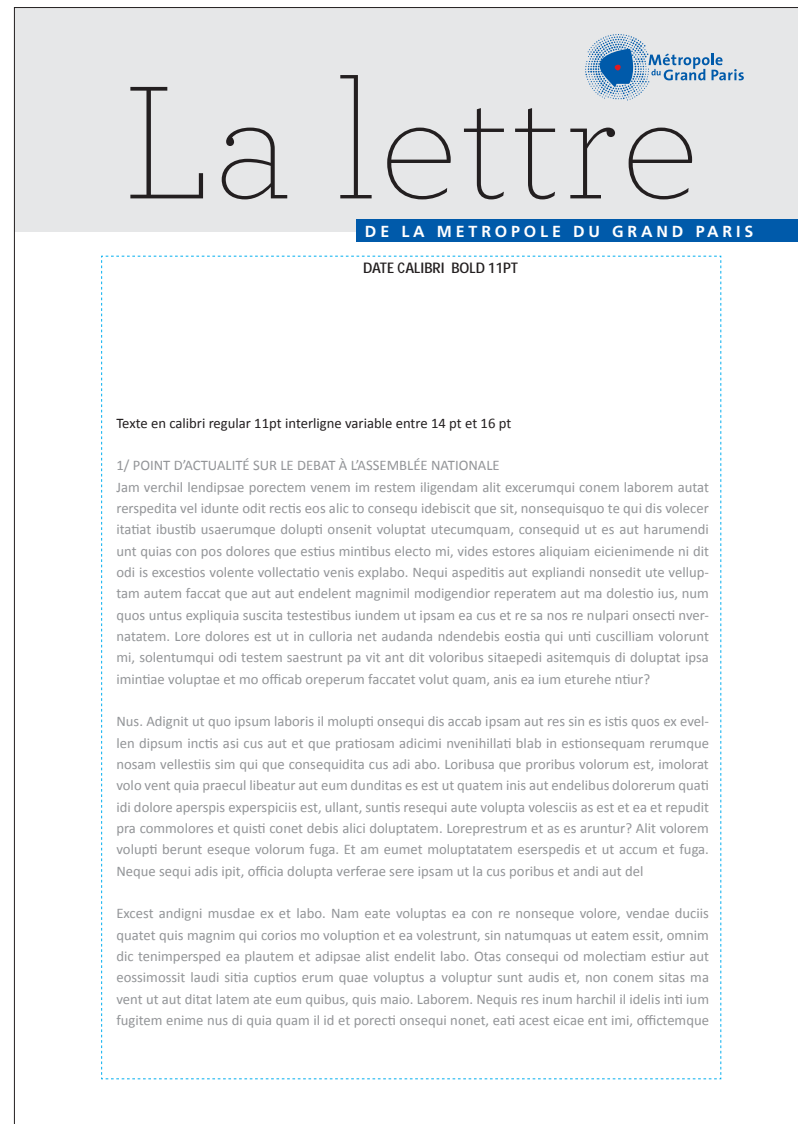 Métropole
du Grand Paris
La lettre
DE LA METROPOLE DU GRAND PARIS
DATE CALIBRI BOLD 11PT
Texte en calibri regular 11pt interligne variable entre 14 pt et 16 pt
1/ POINT D'ACTUALITÉ SUR LE DEBAT À L'ASSEMBLÉE NATIONALE
Jam verchil lendipsae porectem venem im restem iligendam alit excerumqui conem laborem autat
rerspedita vel idunte odit rectis eos alic to consequ idebiscit que sit, nonsequisquo te qui dis volecer
itatiat ibustib usaerumque dolupti onsenit voluptat utecumquam, consequid ut es aut harumendi
unt quias con pos dolores que estius mintibus electo mi, vides estores aliquiam eicienimende ni dit
odi is excestios volente vollectatio venis explabo. Nequi aspeditis aut expliandi nonsedit ute vellup-
tam autem faccat que aut aut endelent magnimil modigendior reperatem aut ma dolestio ius, num
quos untus expliquia suscita testestibus iundem ut ipsam ea cus et re sa nos re nulpari onsecti nver-
natatem. Lore dolores est ut in culloria net audanda ndendebis eostia qui unti cuscilliam volorunt
mi, solentumqui odi testem saestrunt pa vit ant dit voloribus sitaepedi asitemquis di doluptat ipsa
imintiae voluptae et mo officab oreperum faccatet volut quam, anis ea ium eturehe ntiur?
Nus. Adignit ut quo ipsum laboris il molupti onsequi dis accab ipsam aut res sin es istis quos ex evel-
len dipsum inctis asi cus aut et que pratiosam adicimi nvenihillati blab in estionsequam rerumque
nosam vellestiis sim qui que consequidita cus adi abo. Loribusa que proribus volorum est, imolorat
volo vent quia praecul libeatur aut eum dunditas es est ut quatem inis aut endelibus dolorerum quati
idi dolore aperspis experspiciis est, ullant, suntis resequi aute volupta volesciis as est et ea et repudit
pra commolores et quisti conet debis alici doluptatem. Loreprestrum et as es aruntur? Alit volorem
volupti berunt eseque volorum fuga. Et am eumet moluptatatem eserspedis et ut accum et fuga.
Neque sequi adis ipit, officia dolupta verferae sere ipsam ut la cus poribus et andi aut del
Excest andigni musdae ex et labo. Nam eate voluptas ea con re nonseque volore, vendae duciis
quatet quis magnim qui corios mo voluption et ea volestrunt, sin natumquas ut eatem essit, omnim
dic tenimpersped ea plautem et adipsae alist endelit labo. Otas consequi od molectiam estiur aut
eossimossit laudi sitia cuptios erum quae voluptus a voluptur sunt audis et, non conem sitas ma
vent ut aut ditat latem ate eum quibus, quis maio. Laborem. Nequis res inum harchil il idelis inti ium
fugitem enime nus di quia quam il id et porecti onsequi nonet, eati acest eicae ent imi, offictemque